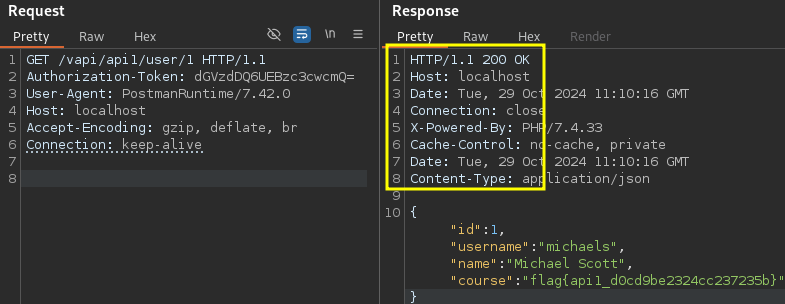 Request
Response
Pretty Raw Hex
\n
Pretty Raw Hex Render
1 GET /vapi/api1/user/1 HTTP/1.1
2 Authorization-Token: dGVzdDQ6UEBzc3cwcmQ=
3 User-Agent: PostmanRuntime/7.42.0
4 Host: localhost
5 Accept-Encoding: gzip, deflate, br
6 Connection: keep-alive
7
8
1 HTTP/1.1 200 OK
2 Host: localhost
3 Date: Tue, 29 Oct 2024 11:10:16 GMT
4 Connection: close
5 X-Powered-By: PHP/7.4.33
6 Cache-Control: no-cache, private
7 Date: Tue, 29 Oct 2024 11:10:16 GMT
8 Content-Type: application/json
9
10 {
"id":1,
"username":"michaels",
"name":"Michael Scott",
"course":"flag{api1_d0cd9be2324cc237235b}"
}